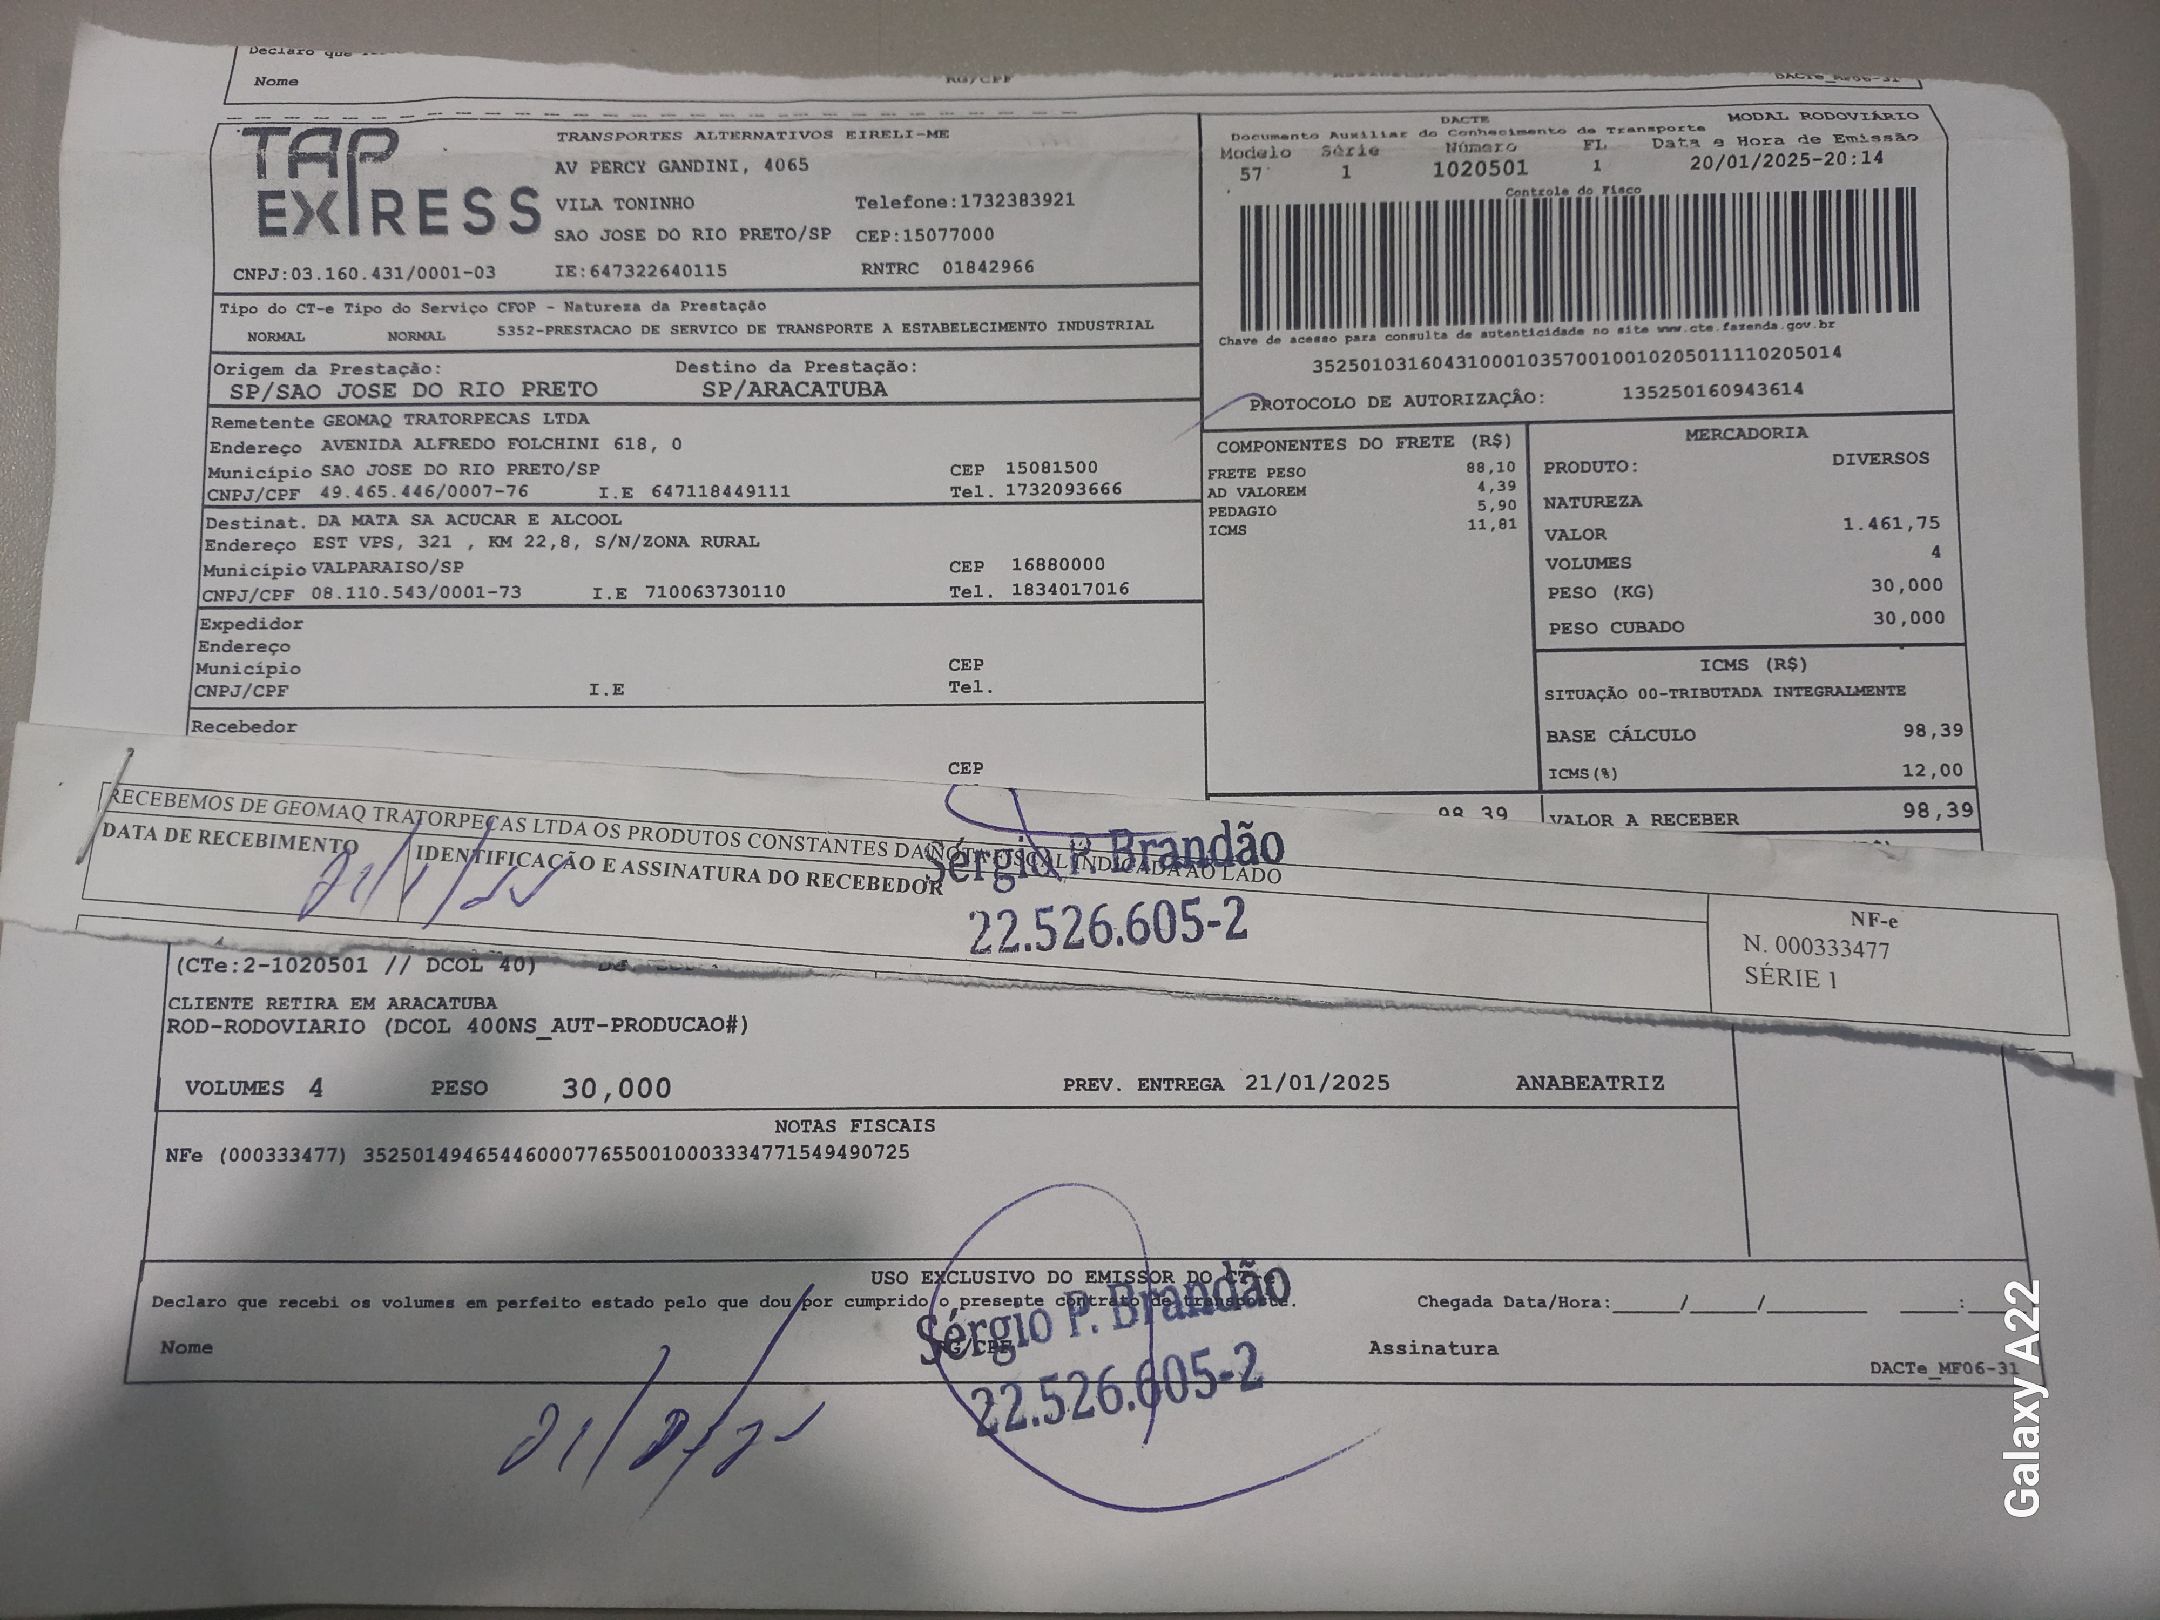 Declaro que
Nome RG/CPF DACTe_MF06-31
TAP EXPRESS
TRANSPORTES ALTERNATIVOS EIRELI-ME
AV PERCY GANDINI, 4065
VILA TONINHO Telefone:1732383921
SAO JOSE DO RIO PRETO/SP CEP:15077000
CNPJ:03.160.431/0001-03 IE:647322640115 RNTRC 01842966
DACTE MODAL RODOVIÁRIO
Documento Auxiliar do Conhecimento de Transporte
Modelo Série Número FL Data e Hora de Emissão
57 1 1020501 1 20/01/2025-20:14
Controle do Fisco
Chave de acesso para consulta de autenticidade no site www.cte.fazenda.gov.br
35250103160431000103570010010205011110205014
PROTOCOLO DE AUTORIZAÇÃO: 135250160943614
Tipo do CT-e Tipo do Serviço CFOP - Natureza da Prestação
NORMAL NORMAL 5352-PRESTACAO DE SERVICO DE TRANSPORTE A ESTABELECIMENTO INDUSTRIAL
Origem da Prestação: Destino da Prestação:
SP/SAO JOSE DO RIO PRETO SP/ARACATUBA
Remetente GEOMAQ TRATORPECAS LTDA
Endereço AVENIDA ALFREDO FOLCHINI 618, 0
Município SAO JOSE DO RIO PRETO/SP CEP 15081500
CNPJ/CPF 49.465.446/0007-76 I.E 647118449111 Tel. 1732093666
Destinat. DA MATA SA ACUCAR E ALCOOL
Endereço EST VPS, 321 , KM 22,8, S/N/ZONA RURAL
Município VALPARAISO/SP CEP 16880000
CNPJ/CPF 08.110.543/0001-73 I.E 710063730110 Tel. 1834017016
Expedidor
Endereço
Município CEP
CNPJ/CPF I.E Tel.
Recebedor
CEP
COMPONENTES DO FRETE (R$)
FRETE PESO 88,10
AD VALOREM 4,39
PEDAGIO 5,90
ICMS 11,81
98,39
MERCADORIA
PRODUTO: DIVERSOS
NATUREZA
VALOR 1.461,75
VOLUMES 4
PESO (KG) 30,000
PESO CUBADO 30,000
ICMS (R$)
SITUAÇÃO 00-TRIBUTADA INTEGRALMENTE
BASE CÁLCULO 98,39
ICMS(%) 12,00
VALOR A RECEBER 98,39
RECEBEMOS DE GEOMAQ TRATORPEÇAS LTDA OS PRODUTOS CONSTANTES DA NOTA FISCAL INDICADA AO LADO
DATA DE RECEBIMENTO IDENTIFICAÇÃO E ASSINATURA DO RECEBEDOR
21/1/25
Sérgio P. Brandão
22.526.605-2
NF-e
N. 000333477
SÉRIE 1
(CTe:2-1020501 // DCOL 40)
CLIENTE RETIRA EM ARACATUBA
ROD-RODOVIARIO (DCOL 400NS_AUT-PRODUCAO#)
VOLUMES 4 PESO 30,000 PREV. ENTREGA 21/01/2025 ANABEATRIZ
NOTAS FISCAIS
NFe (000333477) 35250149465446000776550010003334771549490725
USO EXCLUSIVO DO EMISSOR DO CT-e
Declaro que recebi os volumes em perfeito estado pelo que dou por cumprido o presente contrato de transporte. Chegada Data/Hora:____/____/____ ____:____
Nome RG/CPF Assinatura
Sérgio P. Brandão
22.526.605-2
DACTe_MF06-31
Galaxy A22